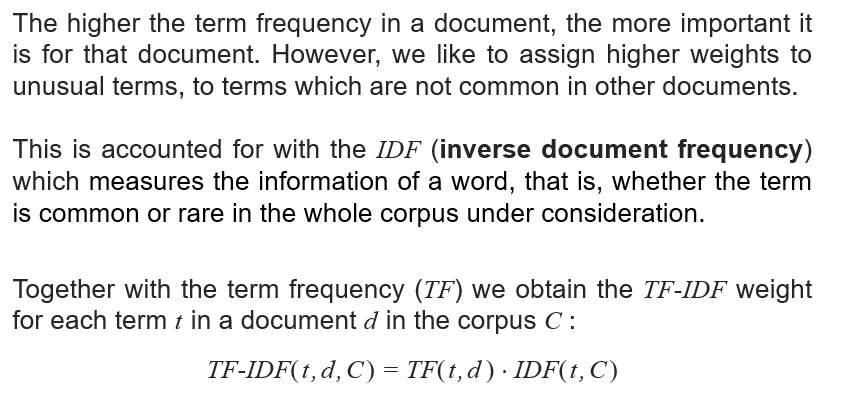 The higher the term frequency in a document, the more important it
is for that document. However, we like to assign higher weights to
unusual terms, to terms which are not common in other documents.
This is accounted for with the IDF (inverse document frequency)
which measures the information of a word, that is, whether the term
is common or rare in the whole corpus under consideration.
Together with the term frequency (TF) we obtain the TF-IDF weight
for each term t in a document d in the corpus C :
TF-IDF(t, d, C) = TF(t, d) · IDF(t, C)